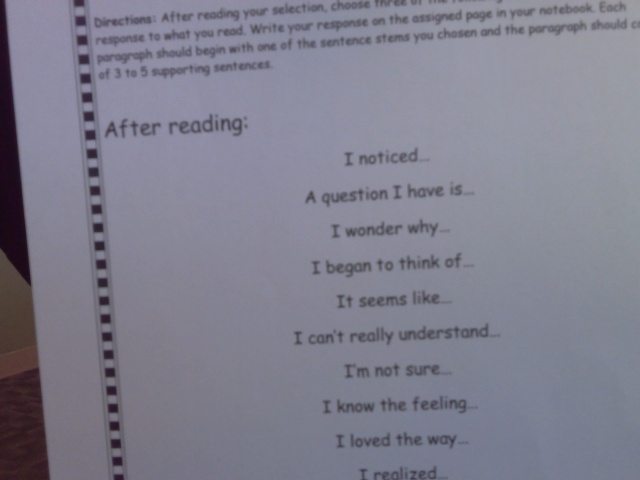 Directions: After reading your selection, choose three of the
response to what you read. Write your response on the assigned page in your notebook. Each
paragraph should begin with one of the sentence stems you chosen and the paragraph should
of 3 to 5 supporting sentences.
After reading:
I noticed...
A question I have is...
I wonder why...
I began to think of...
It seems like...
I can't really understand...
I'm not sure...
I know the feeling...
I loved the way...
I realized...